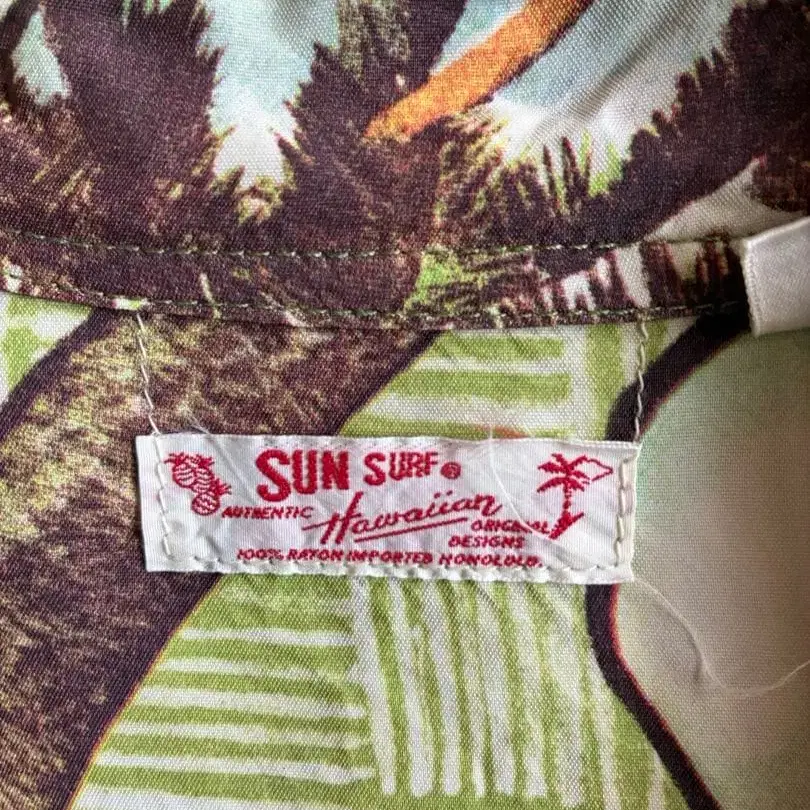 SUN SURF®
AUTHENTIC Hawaiian ORIGINAL
DESIGNS
100% RAYON IMPORTED HONOLULU.